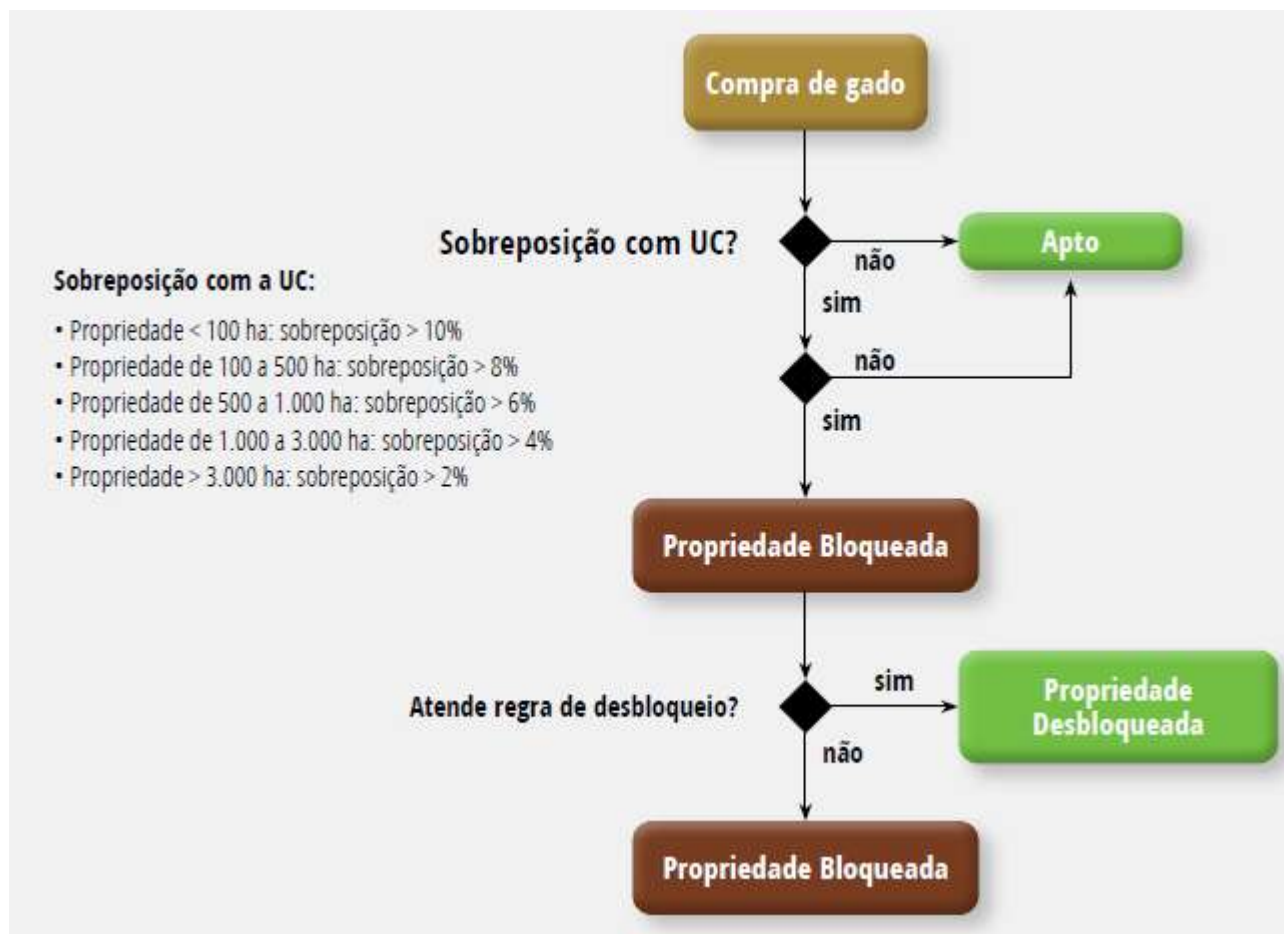 Compra de gado
Sobreposição com UC?
não
Apto
sim
Sobreposição com a UC:
• Propriedade < 100 ha: sobreposição > 10%
• Propriedade de 100 a 500 ha: sobreposição > 8%
• Propriedade de 500 a 1.000 ha: sobreposição > 6%
• Propriedade de 1.000 a 3.000 ha: sobreposição > 4%
• Propriedade > 3.000 ha: sobreposição > 2%
não
sim
Propriedade Bloqueada
Atende regra de desbloqueio?
sim
Propriedade
Desbloqueada
não
Propriedade Bloqueada